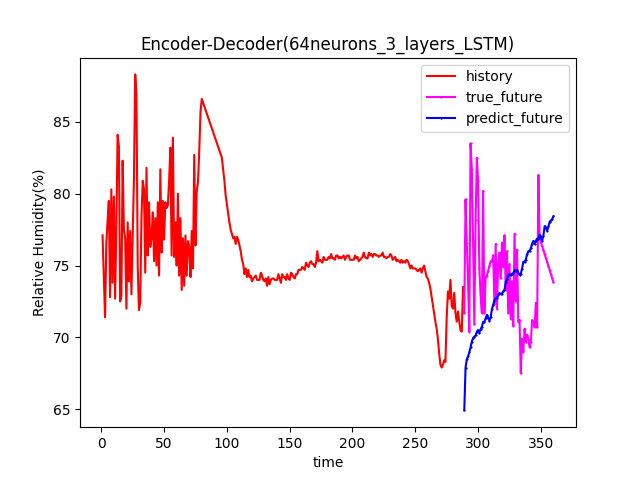 Encoder-Decoder(64neurons_3_layers_LSTM)
history
true_future
predict_future
Relative Humidity(%)
85
80
75
70
65
0
50
100
150
200
250
300
350
time